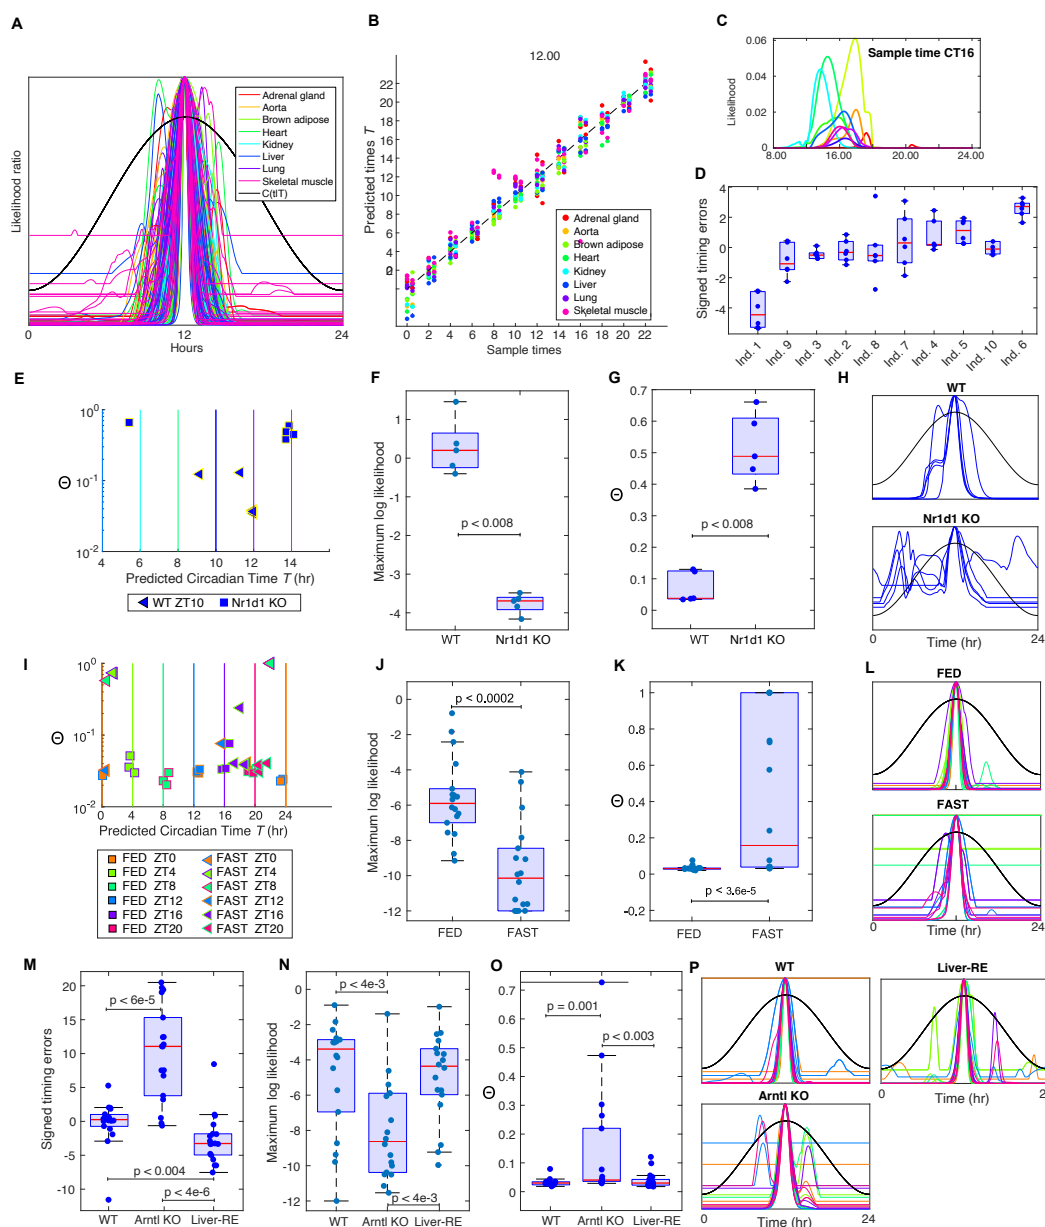 A
Likelihood ratio
Adrenal gland
Aorta
Brown adipose
Heart
Kidney
Liver
Lung
Skeletal muscle
C(t|T)
0
12
24
Hours
B
12.00
Predicted times T
22
20
18
16
14
12
10
8
6
4
2
0
Adrenal gland
Aorta
Brown adipose
Heart
Kidney
Liver
Lung
Skeletal muscle
0 2 4 6 8 10 12 14 16 18 20 22
Sample times
C
Sample time CT16
Likelihood
0.06
0.04
0.02
0
8.00 16.00 20.00 24.00
D
Signed timing errors
4
2
0
-2
-4
Ind. 1 Ind. 9 Ind. 3 Ind. 2 Ind. 8 Ind. 7 Ind. 4 Ind. 5 Ind. 10 Ind. 6
E
Θ
10^0
10^-1
10^-2
4 6 8 10 12 14
Predicted Circadian Time T (hr)
WT ZT10 Nr1d1 KO
F
Maximum log likelihood
1
0
-1
-2
-3
-4
p < 0.008
WT Nr1d1 KO
G
Θ
0.7
0.6
0.5
0.4
0.3
0.2
0.1
0
p < 0.008
WT Nr1d1 KO
H
WT
Nr1d1 KO
0 24
Time (hr)
I
Θ
10^0
10^-1
10^-2
0 4 8 12 16 20 24
Predicted Circadian Time T (hr)
FED ZT0 FAST ZT0
FED ZT4 FAST ZT4
FED ZT8 FAST ZT8
FED ZT12 FAST ZT12
FED ZT16 FAST ZT16
FED ZT20 FAST ZT20
J
Maximum log likelihood
0
-2
-4
-6
-8
-10
-12
p < 0.0002
FED FAST
K
Θ
1
0.8
0.6
0.4
0.2
0
p < 3.6e-5
FED FAST
L
FED
FAST
0 24
Time (hr)
M
Signed timing errors
20
15
10
5
0
-5
-10
p < 6e-5
p < 0.004
p < 4e-6
WT Arntl KO Liver-RE
N
Maximum log likelihood
0
-2
-4
-6
-8
-10
-12
p < 4e-3
p < 4e-3
WT Arntl KO Liver-RE
O
Θ
0.7
0.6
0.5
0.4
0.3
0.2
0.1
0
p = 0.001
p < 0.003
WT Arntl KO Liver-RE
P
WT
Liver-RE
0
Time (hr)
Arntl KO
0 24
Time (hr)